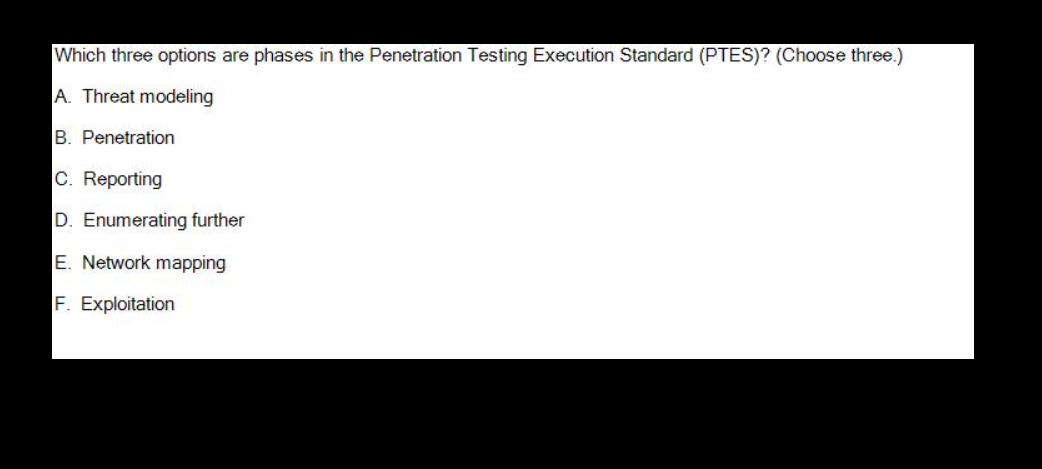 Which three options are phases in the Penetration Testing Execution Standard (PTES)? (Choose three.)
A. Threat modeling
B. Penetration
C. Reporting
D. Enumerating further
E. Network mapping
F. Exploitation